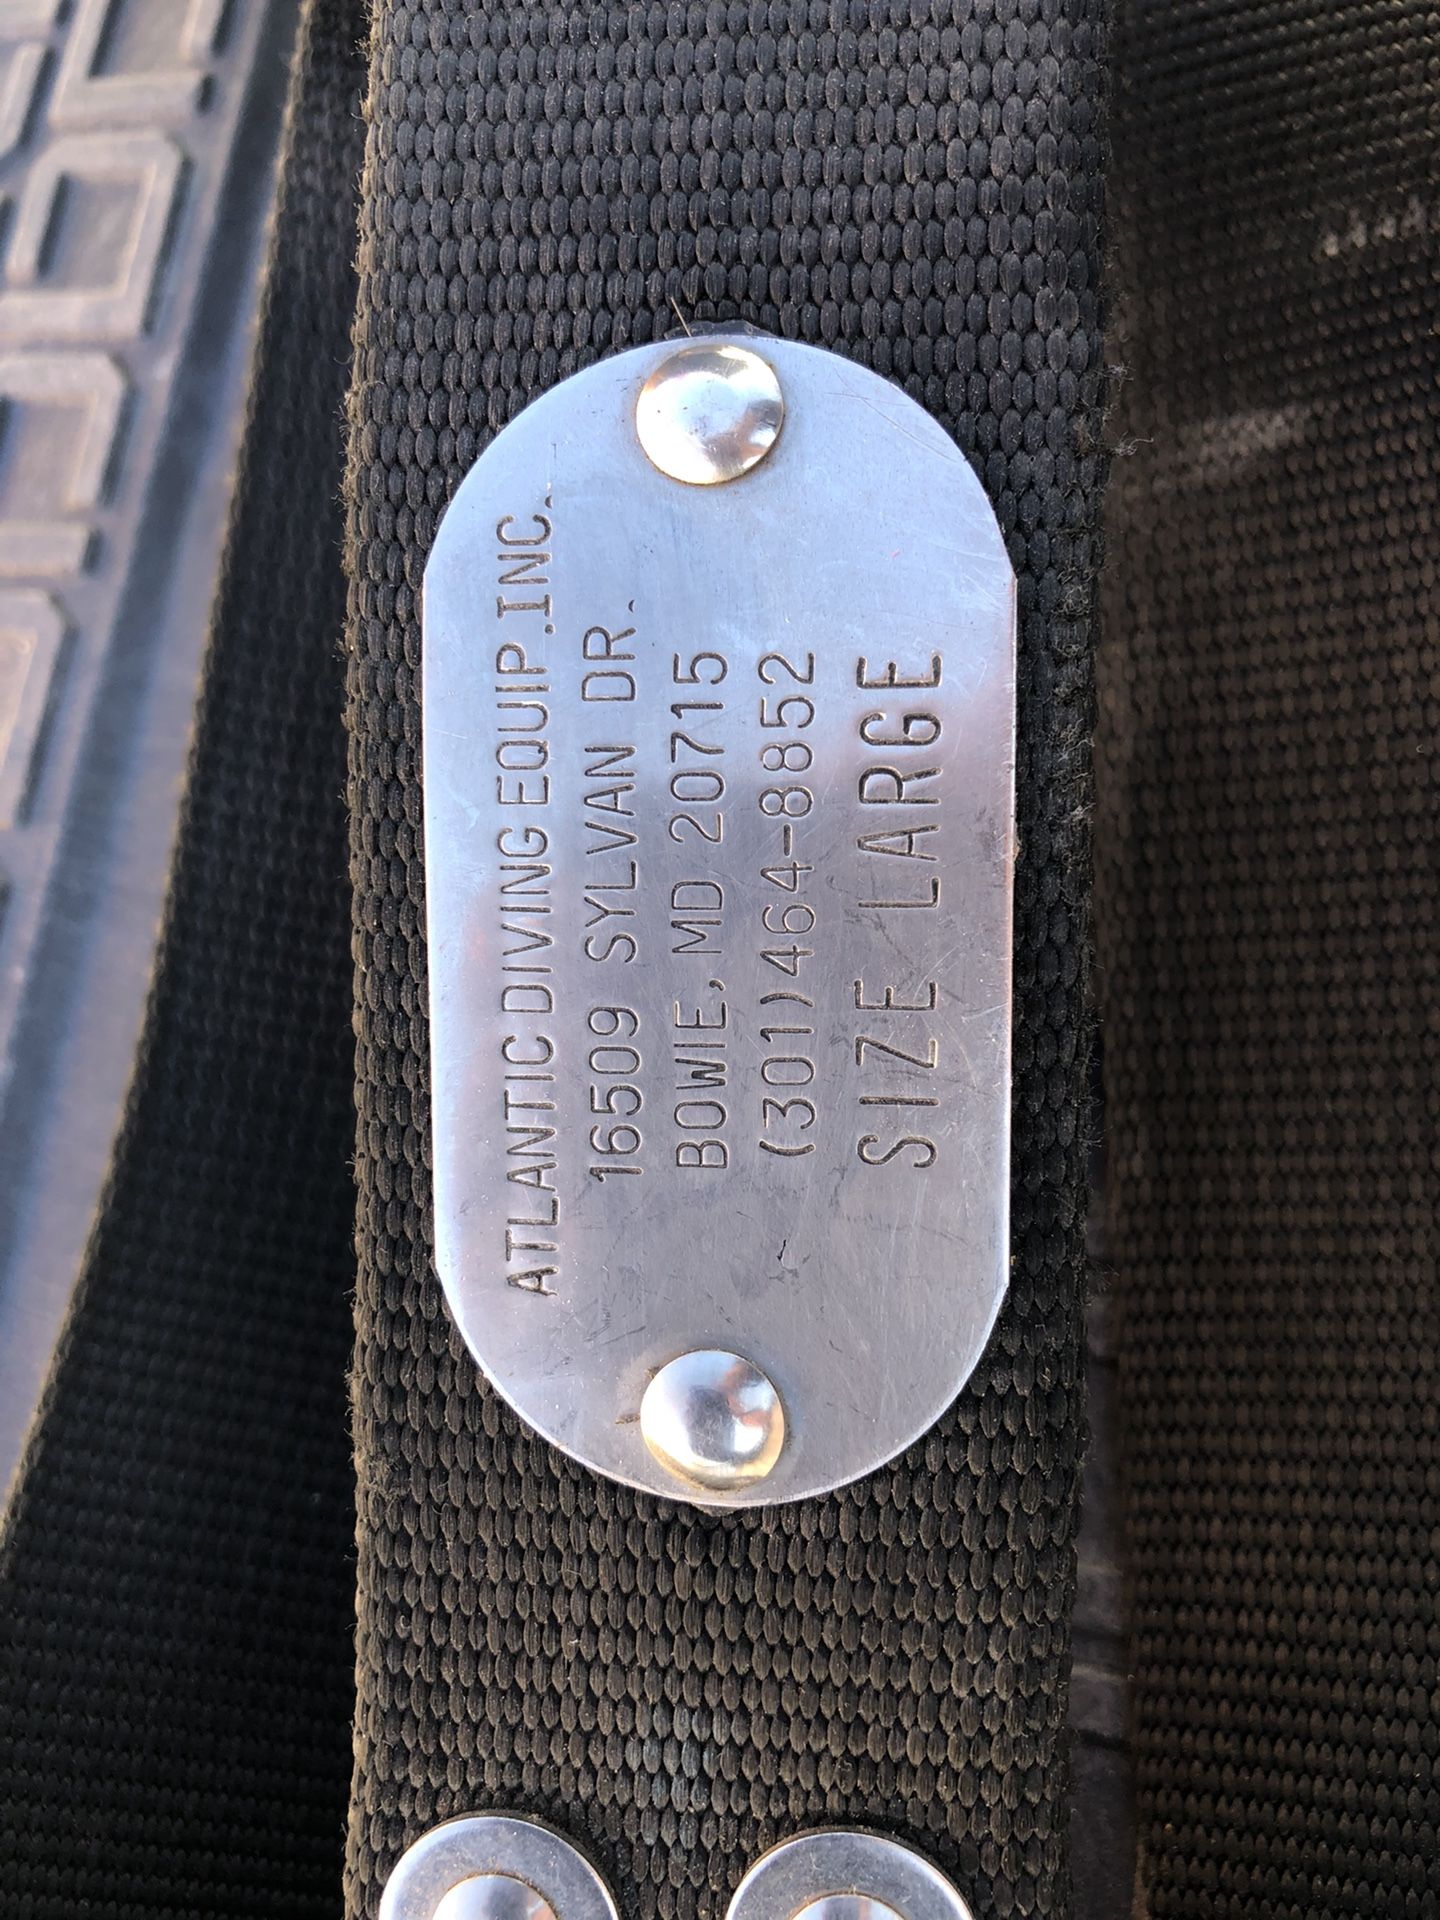 ATLANTIC DIVING EQUIP.INC.
16509 SYLVAN DR.
BOWIE, MD 20715
(301)464-8852
SIZE LARGE